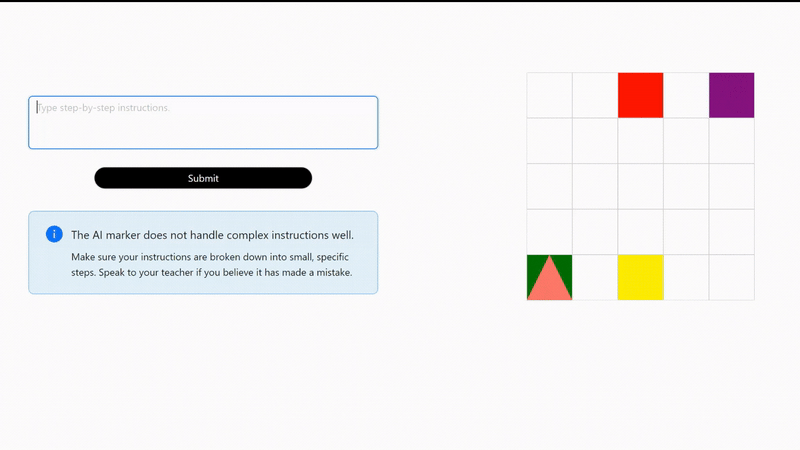 Type step-by-step instructions.
Submit
The AI marker does not handle complex instructions well.
Make sure your instructions are broken down into small, specific
steps. Speak to your teacher if you believe it has made a mistake.